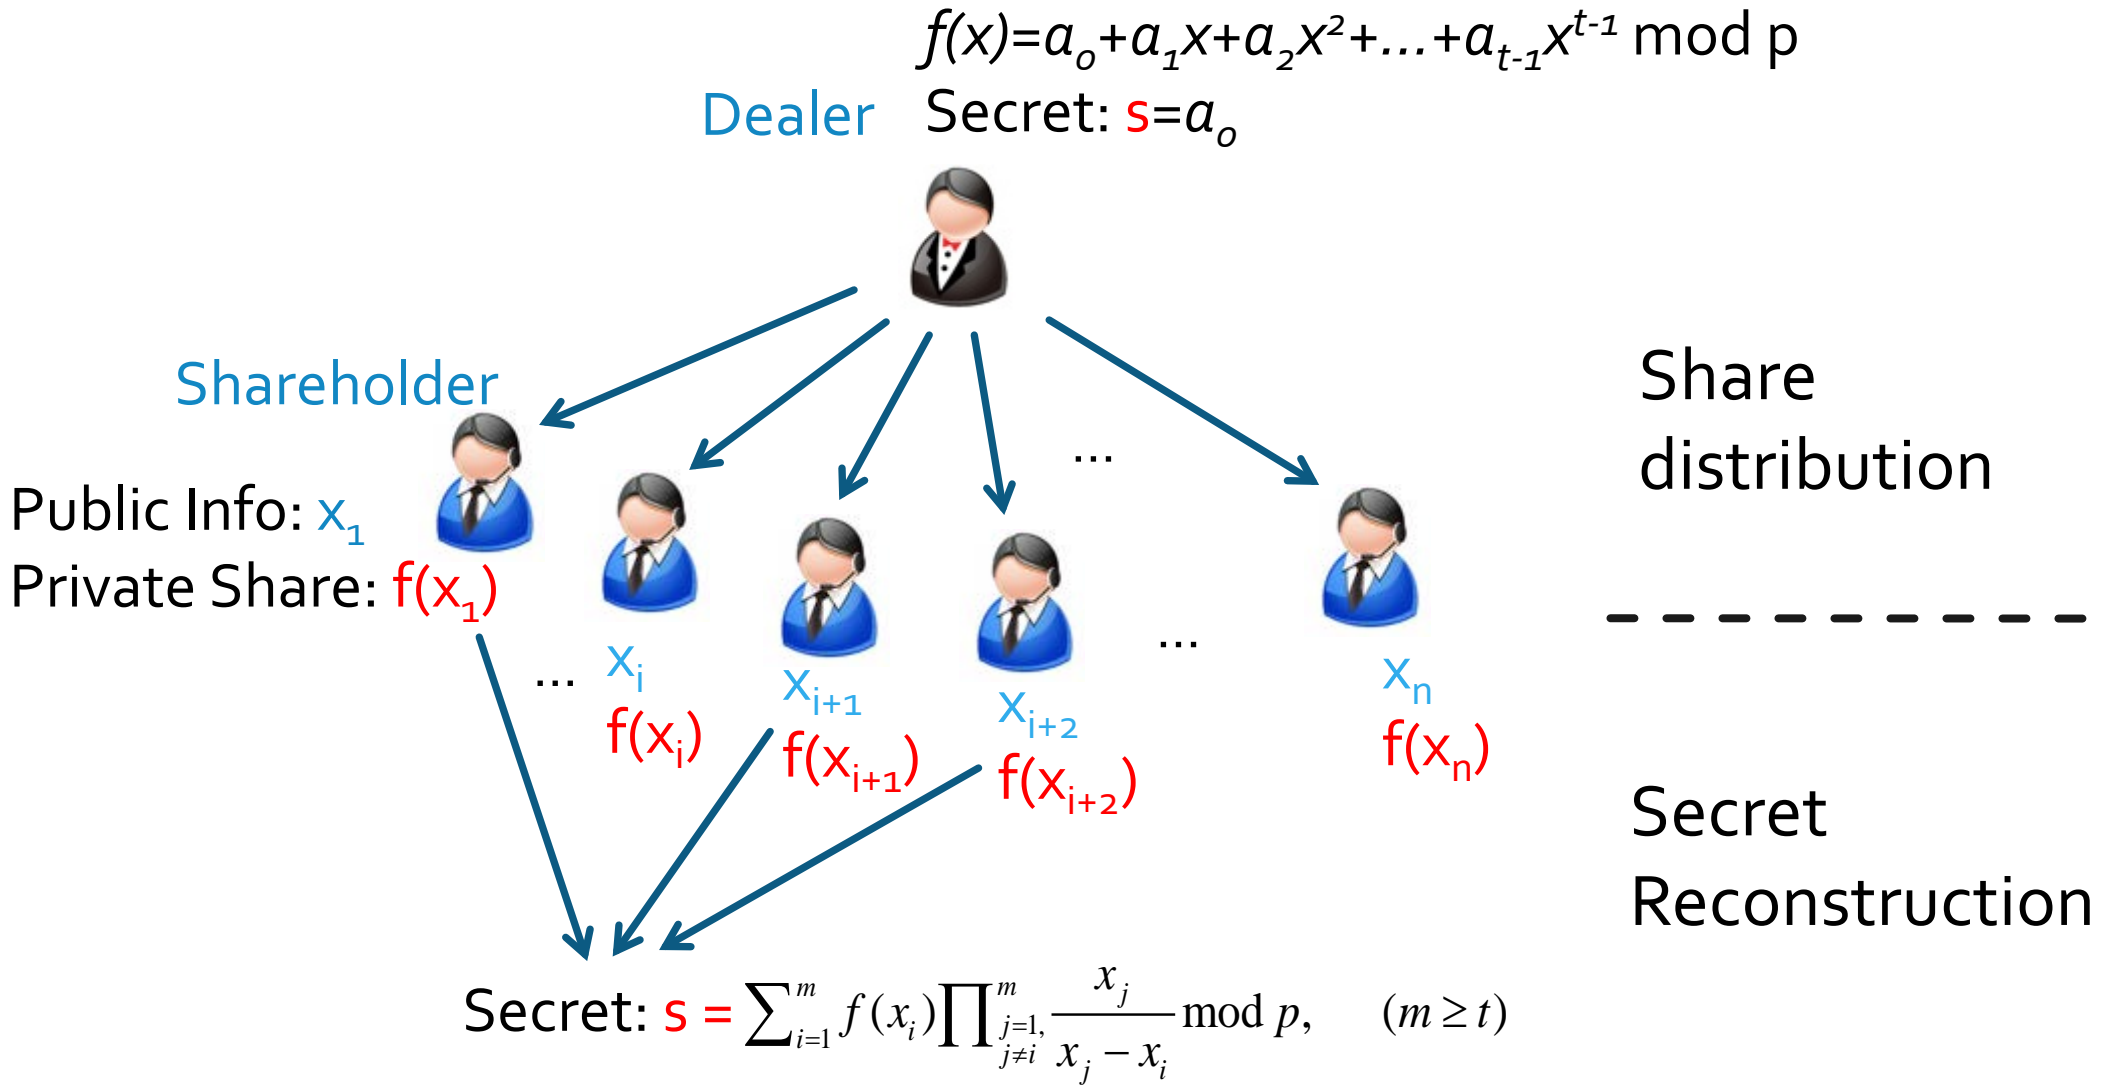 f(x)=a₀+a₁x+a₂x²+...+aₜ₋₁xᵗ⁻¹ mod p
Dealer Secret: s=a₀
Shareholder
Share
distribution
...
Public Info: x₁
Private Share: f(x₁)
... xᵢ xᵢ₊₁ xᵢ₊₂ ... xₙ
f(xᵢ) f(xᵢ₊₁) f(xᵢ₊₂) f(xₙ)
Secret
Reconstruction
Secret: s = ∑ᵢ₌₁ᵐ f(xᵢ) ∏ⱼ₌₁,ⱼ≠ᵢᵐ xⱼ/(xⱼ − xᵢ) mod p, (m ≥ t)